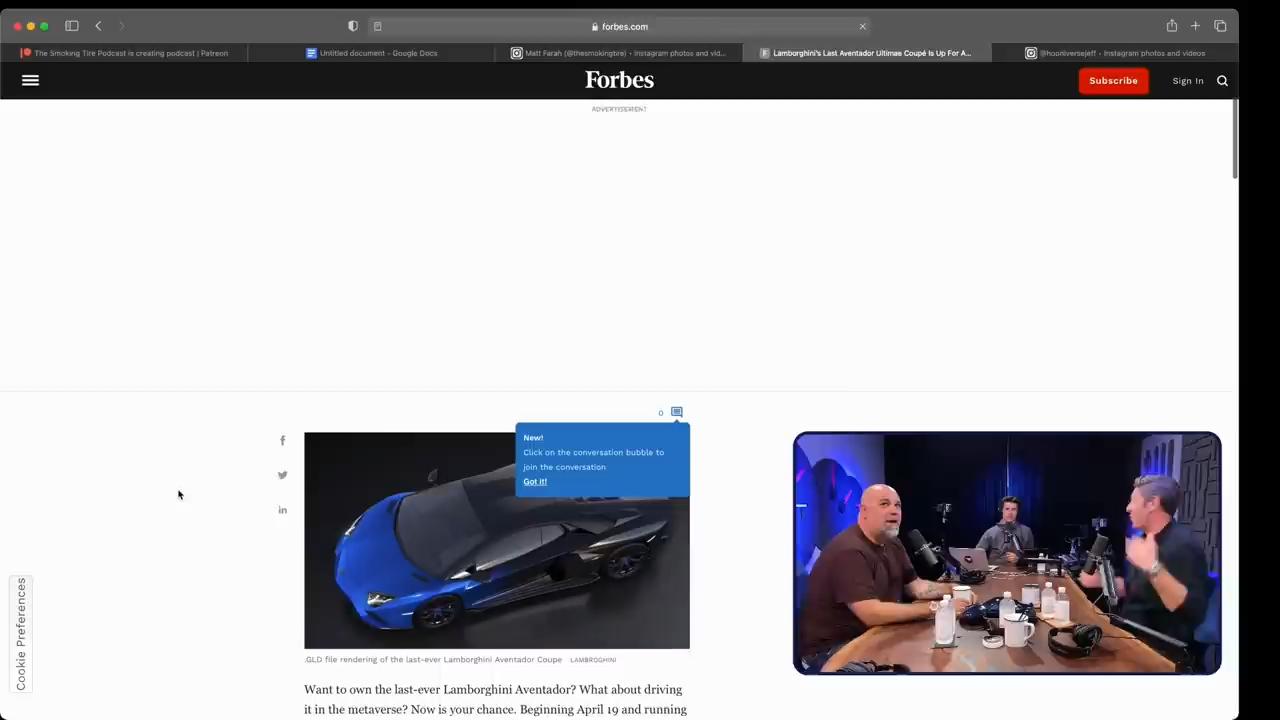 forbes.com
The Smoking Tire Podcast is creating podcast | Patreon
Untitled document - Google Docs
Matt Farah (@thesmokingtire) • Instagram photos and vid...
Lamborghini's Last Aventador Ultimae Coupé Is Up For A...
@hooniversejeff • Instagram photos and videos
Forbes
Subscribe
Sign In
ADVERTISEMENT
0
New!
Click on the conversation bubble to
join the conversation
Got it!
Cookie Preferences
.GLD file rendering of the last-ever Lamborghini Aventador Coupe LAMBROGHINI
Want to own the last-ever Lamborghini Aventador? What about driving
it in the metaverse? Now is your chance. Beginning April 19 and running